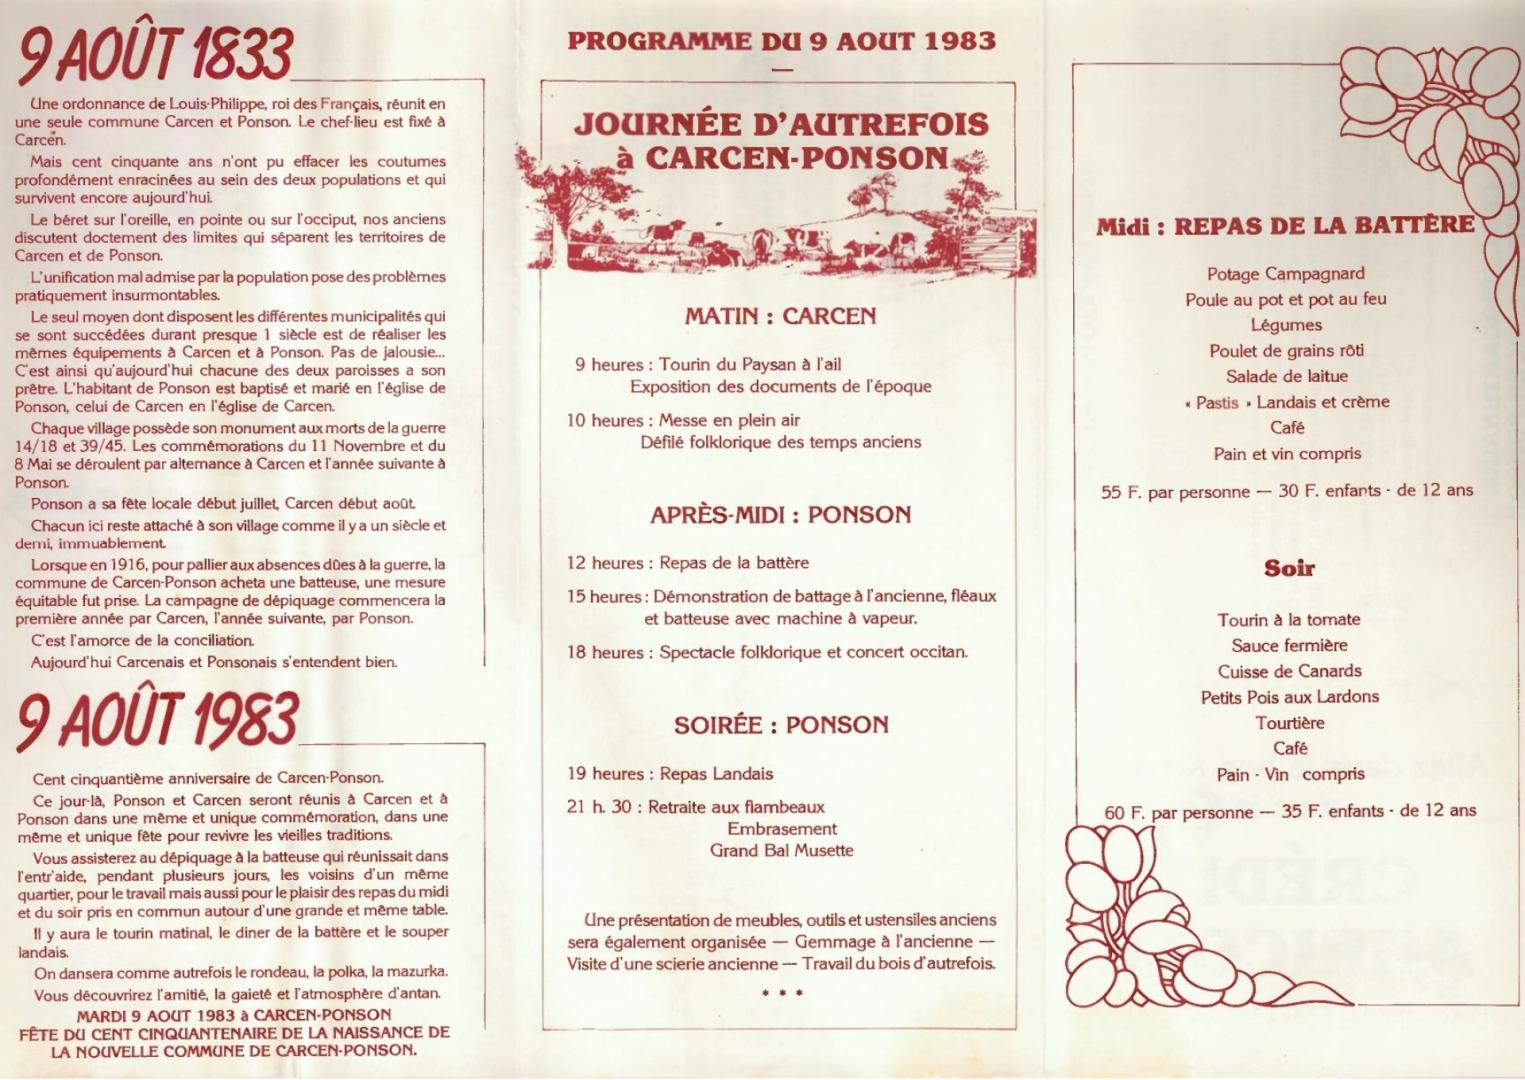 9 AOÛT 1833
Une ordonnance de Louis-Philippe, roi des Français, réunit en
une seule commune Carcen et Ponson. Le chef-lieu est fixé à
Carcen.
Mais cent cinquante ans n'ont pu effacer les coutumes
profondément enracinées au sein des deux populations et qui
survivent encore aujourd'hui.
Le béret sur l'oreille, en pointe ou sur l'occiput, nos anciens
discutent doctement des limites qui séparent les territoires de
Carcen et de Ponson.
L'unification mal admise par la population pose des problèmes
pratiquement insurmontables.
Le seul moyen dont disposent les différentes municipalités qui
se sont succédées durant presque 1 siècle est de réaliser les
mêmes équipements à Carcen et à Ponson. Pas de jalousie...
C'est ainsi qu'aujourd'hui chacune des deux paroisses a son
prêtre. L'habitant de Ponson est baptisé et marié en l'église de
Ponson, celui de Carcen en l'église de Carcen.
Chaque village possède son monument aux morts de la guerre
14/18 et 39/45. Les commémorations du 11 Novembre et du
8 Mai se déroulent par alternance à Carcen et l'année suivante à
Ponson.
Ponson a sa fête locale début juillet, Carcen début août.
Chacun ici reste attaché à son village comme il y a un siècle et
demi, immuablement.
Lorsque en 1916, pour pallier aux absences dûes à la guerre, la
commune de Carcen-Ponson acheta une batteuse, une mesure
équitable fut prise. La campagne de dépiquage commencera la
première année par Carcen, l'année suivante, par Ponson.
C'est l'amorce de la conciliation.
Aujourd'hui Carcenais et Ponsonais s'entendent bien.
9 AOÛT 1983
Cent cinquantième anniversaire de Carcen-Ponson.
Ce jour-là, Ponson et Carcen seront réunis à Carcen et à
Ponson dans une même et unique commémoration, dans une
même et unique fête pour revivre les vieilles traditions.
Vous assisterez au dépiquage à la batteuse qui réunissait dans
l'entr'aide, pendant plusieurs jours, les voisins d'un même
quartier, pour le travail mais aussi pour le plaisir des repas du midi
et du soir pris en commun autour d'une grande et même table.
Il y aura le tourin matinal, le diner de la battère et le souper
landais.
On dansera comme autrefois le rondeau, la polka, la mazurka.
Vous découvrirez l'amitié, la gaieté et l'atmosphère d'antan.
MARDI 9 AOUT 1983 à CARCEN-PONSON
FÊTE DU CENT CINQUANTENAIRE DE LA NAISSANCE DE
LA NOUVELLE COMMUNE DE CARCEN-PONSON.
PROGRAMME DU 9 AOUT 1983
JOURNÉE D'AUTREFOIS
à CARCEN-PONSON
MATIN : CARCEN
9 heures : Tourin du Paysan à l'ail
Exposition des documents de l'époque
10 heures : Messe en plein air
Défilé folklorique des temps anciens
APRÈS-MIDI : PONSON
12 heures : Repas de la battère
15 heures : Démonstration de battage à l'ancienne, fléaux
et batteuse avec machine à vapeur.
18 heures : Spectacle folklorique et concert occitan.
SOIRÉE : PONSON
19 heures : Repas Landais
21 h. 30 : Retraite aux flambeaux
Embrasement
Grand Bal Musette
Une présentation de meubles, outils et ustensiles anciens
sera également organisée — Gemmage à l'ancienne —
Visite d'une scierie ancienne — Travail du bois d'autrefois.
* * *
Midi : REPAS DE LA BATTÈRE
Potage Campagnard
Poule au pot et pot au feu
Légumes
Poulet de grains rôti
Salade de laitue
« Pastis » Landais et crème
Café
Pain et vin compris
55 F. par personne — 30 F. enfants - de 12 ans
Soir
Tourin à la tomate
Sauce fermière
Cuisse de Canards
Petits Pois aux Lardons
Tourtière
Café
Pain - Vin compris
60 F. par personne — 35 F. enfants - de 12 ans